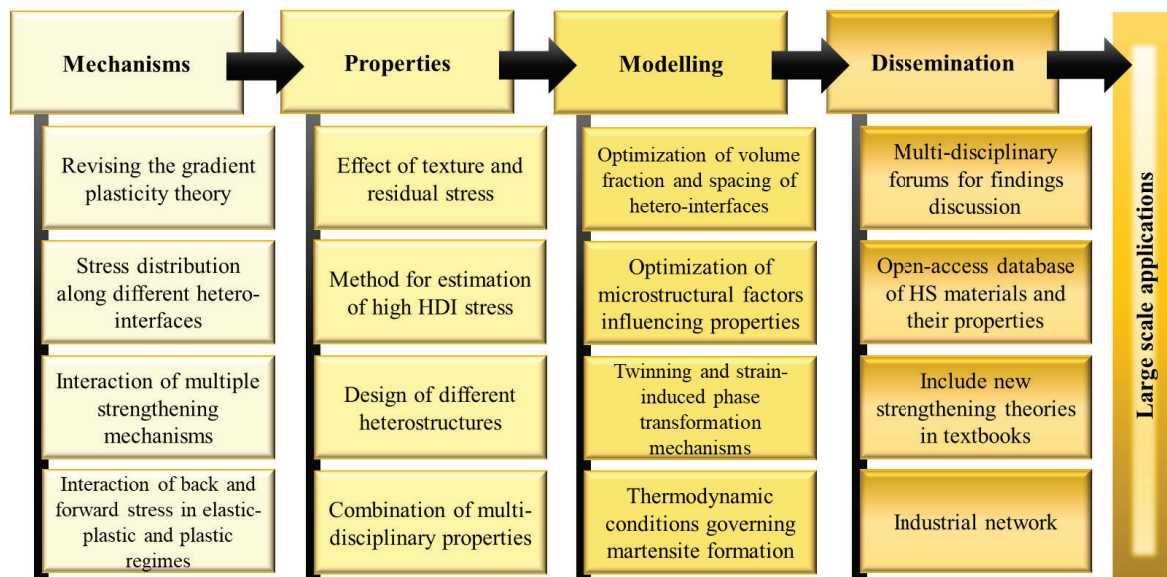 Mechanisms
Properties
Modelling
Dissemination
Revising the gradient
plasticity theory
Stress distribution
along different hetero-
interfaces
Interaction of multiple
strengthening
mechanisms
Interaction of back and
forward stress in elastic-
plastic and plastic
regimes
Effect of texture and
residual stress
Method for estimation
of high HDI stress
Design of different
heterostructures
Combination of multi-
disciplinary properties
Optimization of volume
fraction and spacing of
hetero-interfaces
Optimization of
microstructural factors
influencing properties
Twinning and strain-
induced phase
transformation
mechanisms
Thermodynamic
conditions governing
martensite formation
Multi-disciplinary
forums for findings
discussion
Open-access database
of HS materials and
their properties
Include new
strengthening theories
in textbooks
Industrial network
Large scale applications